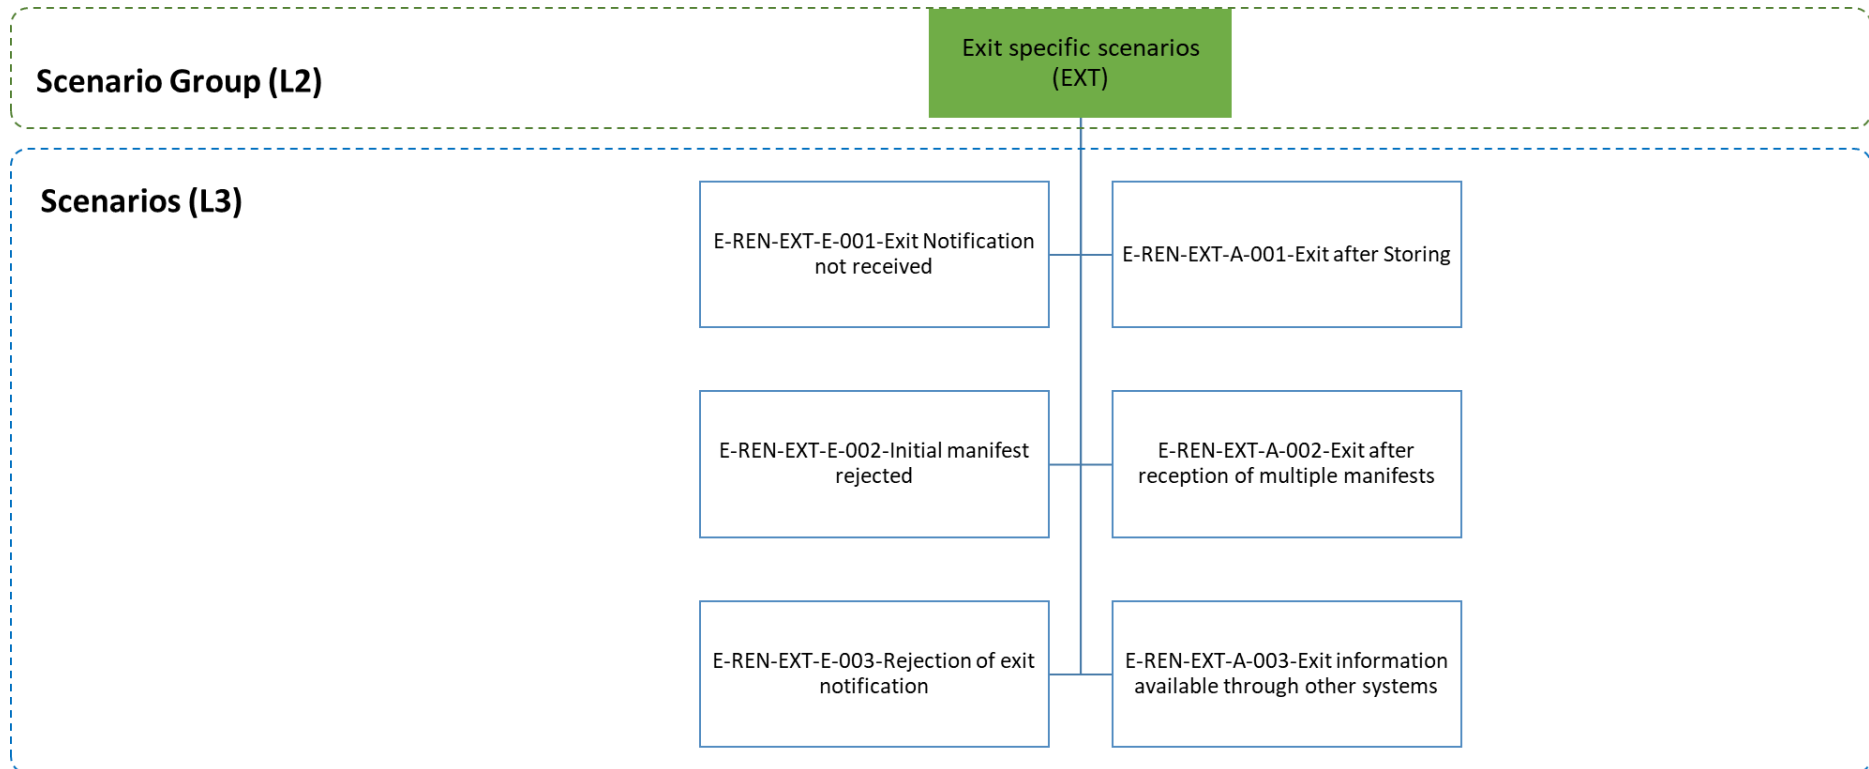 Scenario Group (L2)
Exit specific scenarios
(EXT)
Scenarios (L3)
E-REN-EXT-E-001-Exit Notification
not received
E-REN-EXT-A-001-Exit after Storing
E-REN-EXT-E-002-Initial manifest
rejected
E-REN-EXT-A-002-Exit after
reception of multiple manifests
E-REN-EXT-E-003-Rejection of exit
notification
E-REN-EXT-A-003-Exit information
available through other systems